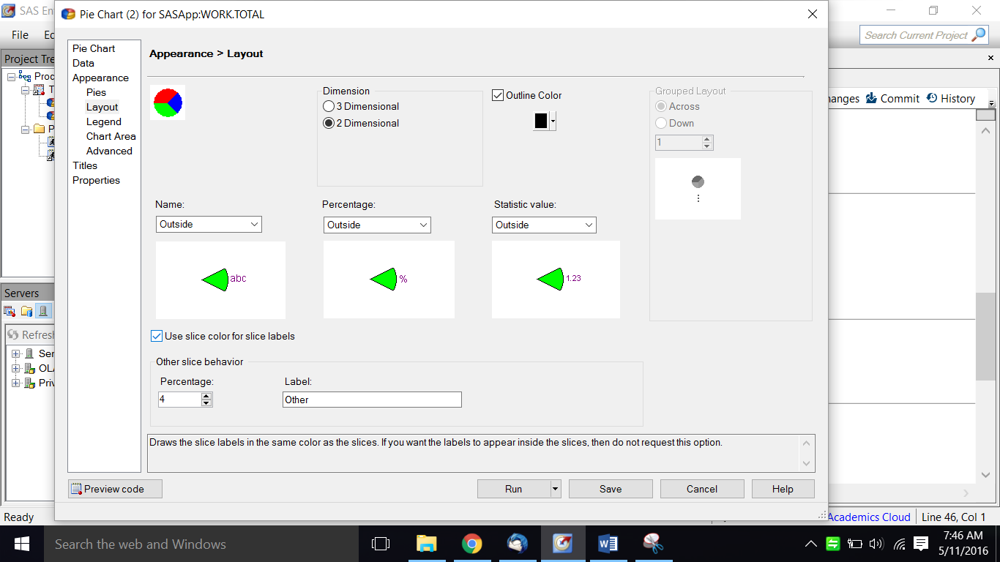 SAS En
Pie Chart (2) for SASApp:WORK.TOTAL
File
Search Current Project
Project Tre
Pie Chart
Data
Appearance
Pies
Layout
Legend
Chart Area
Advanced
Titles
Properties
Appearance > Layout
Dimension
3 Dimensional
2 Dimensional
Outline Color
Grouped Layout
Across
Down
1
anges Commit History
Name:
Outside
abc
Percentage:
Outside
%
Statistic value:
Outside
1.23
Use slice color for slice labels
Other slice behavior
Percentage:
4
Label:
Other
Draws the slice labels in the same color as the slices. If you want the labels to appear inside the slices, then do not request this option.
Preview code
Run
Save
Cancel
Help
Proc
Servers
Refresh
Ser
OLA
Priv
Ready
Academics Cloud
Line 46, Col 1
Search the web and Windows
7:46 AM
5/11/2016